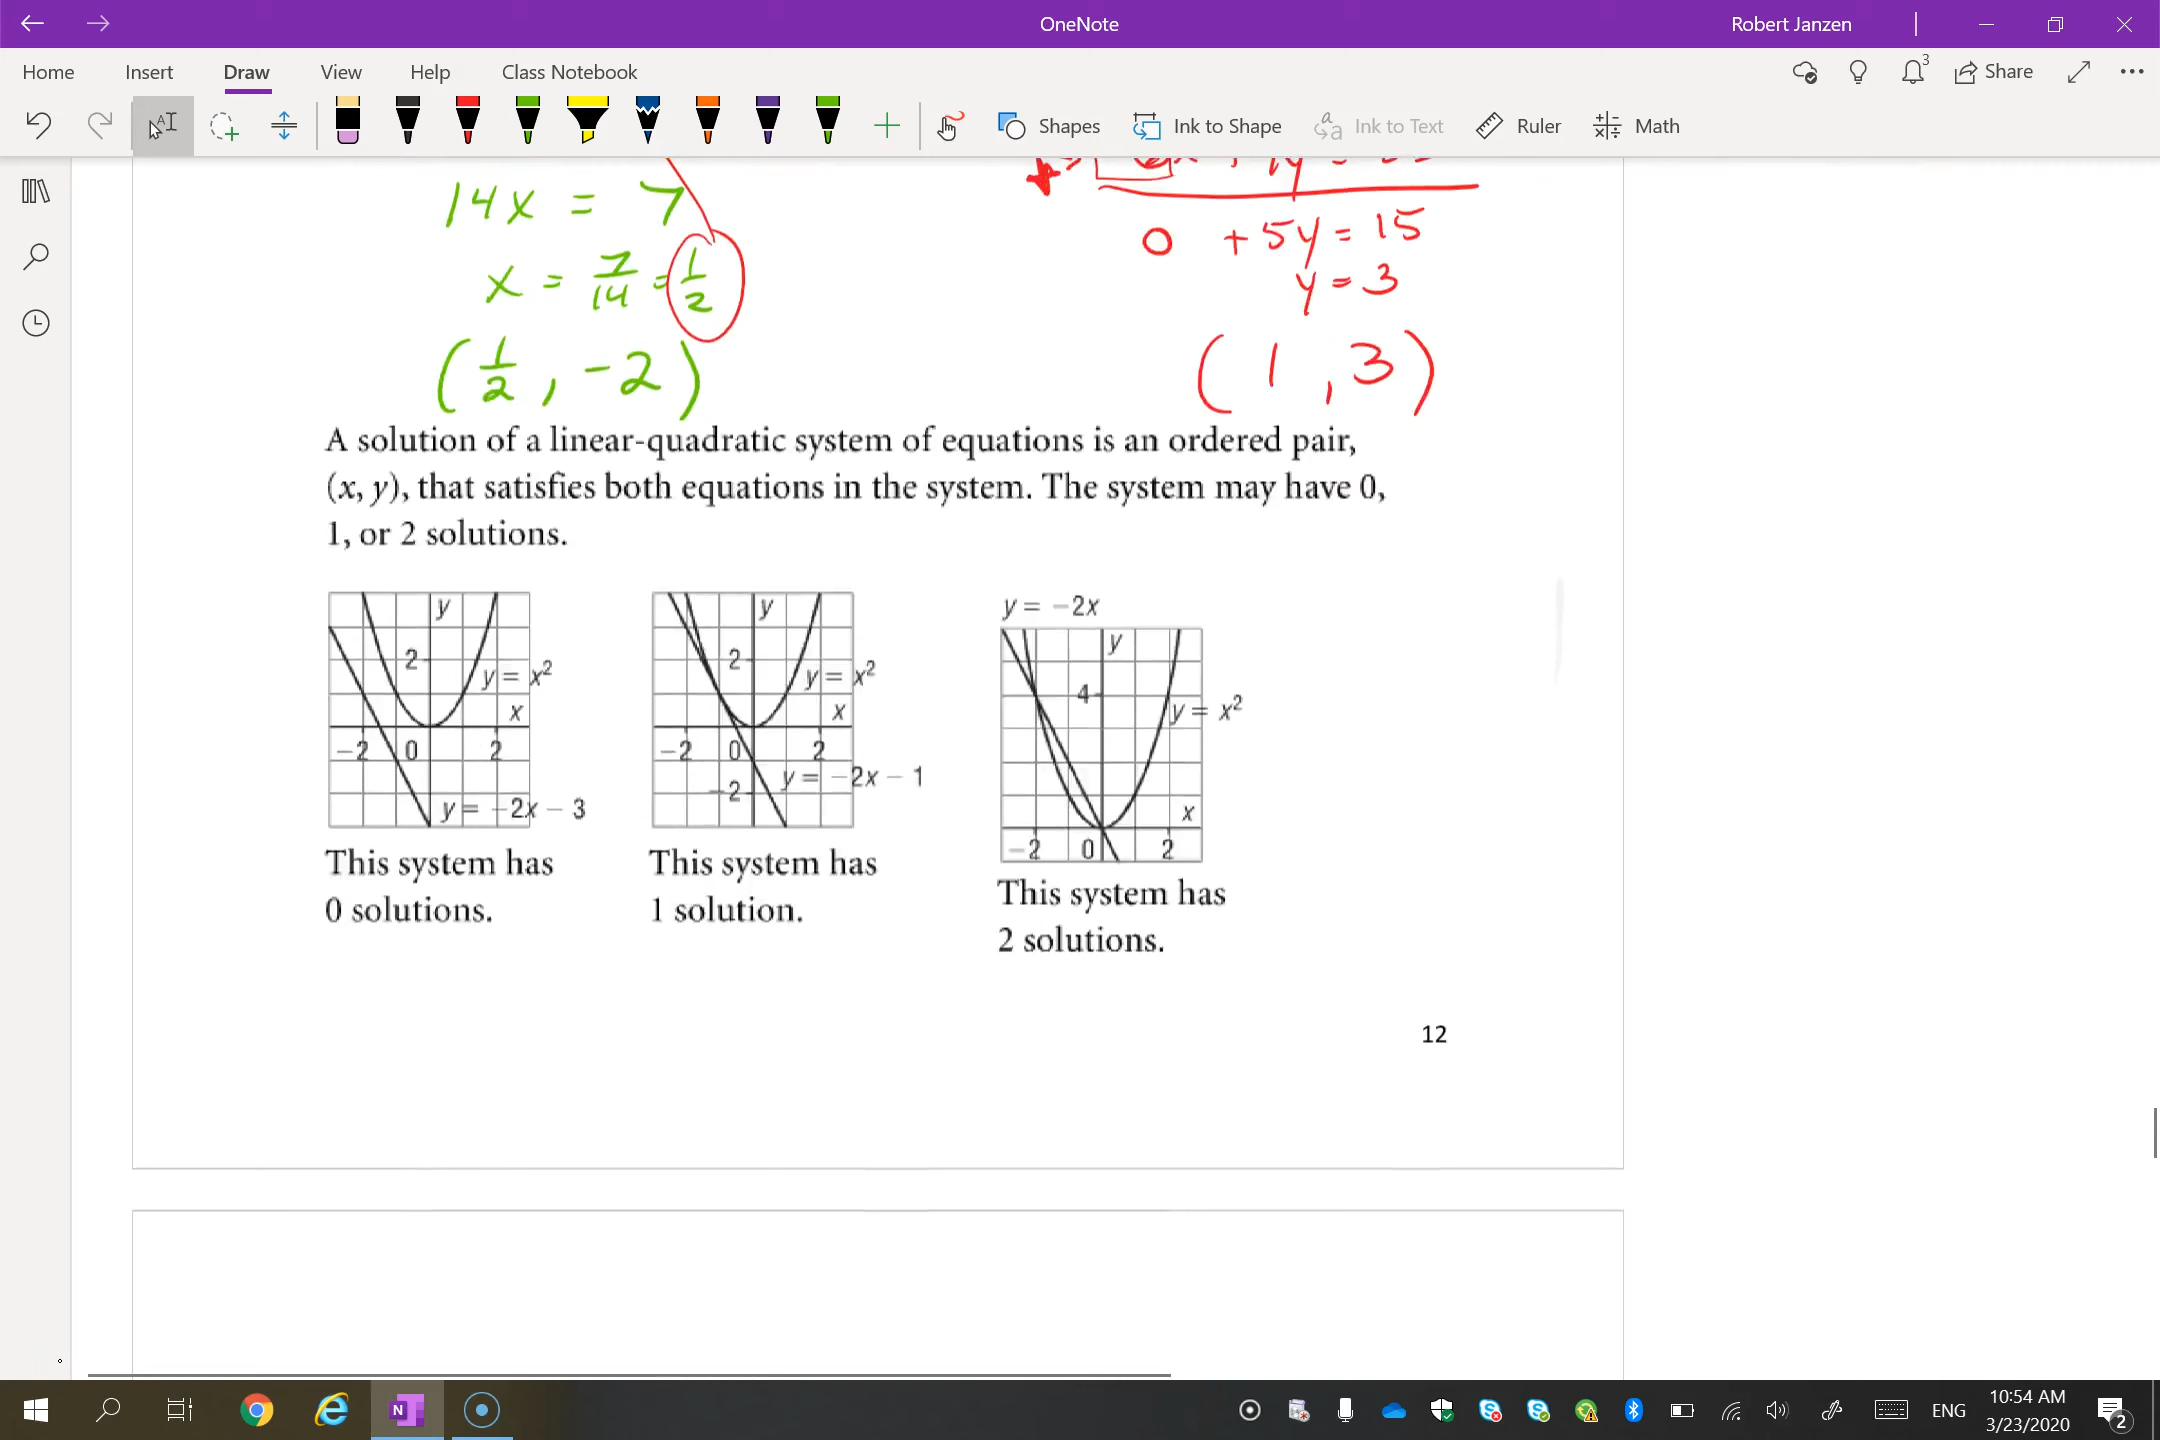 OneNote
Robert Janzen
Home Insert Draw View Help Class Notebook
3
Share
Shapes Ink to Shape Ink to Text Ruler Math
14x = 7
x = 7/14 = 1/2
(1/2, -2)
0 + 5y = 15
y = 3
(1, 3)
A solution of a linear-quadratic system of equations is an ordered pair,
(x, y), that satisfies both equations in the system. The system may have 0,
1, or 2 solutions.
y
2
y = x²
x
−2 0 2
y = −2x − 3
This system has
0 solutions.
y
2
y = x²
x
−2 0 2
y = −2x − 1
−2
This system has
1 solution.
y = −2x
y
4
y = x²
x
−2 0 2
This system has
2 solutions.
12
ENG
10:54 AM
3/23/2020
2